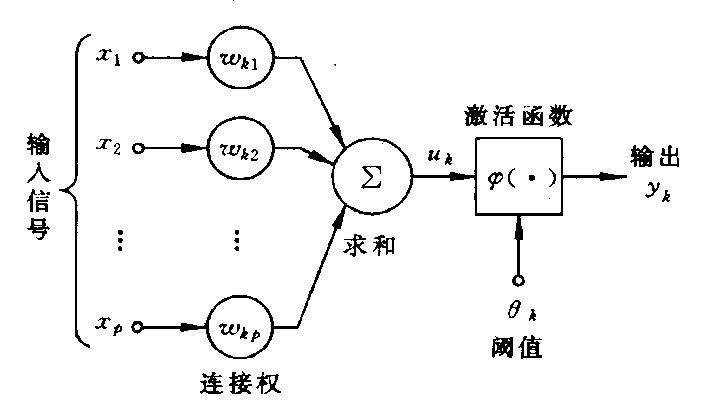 输入信号
x1
wk1
x2
wk2
⋮
⋮
xp
wkp
连接权
Σ
求和
uk
激活函数
φ(·)
θk
阈值
输出
yk